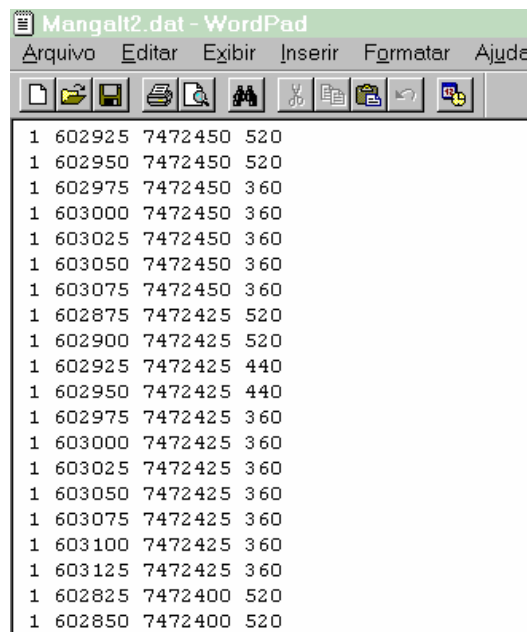 Mangalt2.dat - WordPad
Arquivo Editar Exibir Inserir Formatar Ajuda
1 602925 7472450 520
1 602950 7472450 520
1 602975 7472450 360
1 603000 7472450 360
1 603025 7472450 360
1 603050 7472450 360
1 603075 7472450 360
1 602875 7472425 520
1 602900 7472425 520
1 602925 7472425 440
1 602950 7472425 440
1 602975 7472425 360
1 603000 7472425 360
1 603025 7472425 360
1 603050 7472425 360
1 603075 7472425 360
1 603100 7472425 360
1 603125 7472425 360
1 602825 7472400 520
1 602850 7472400 520